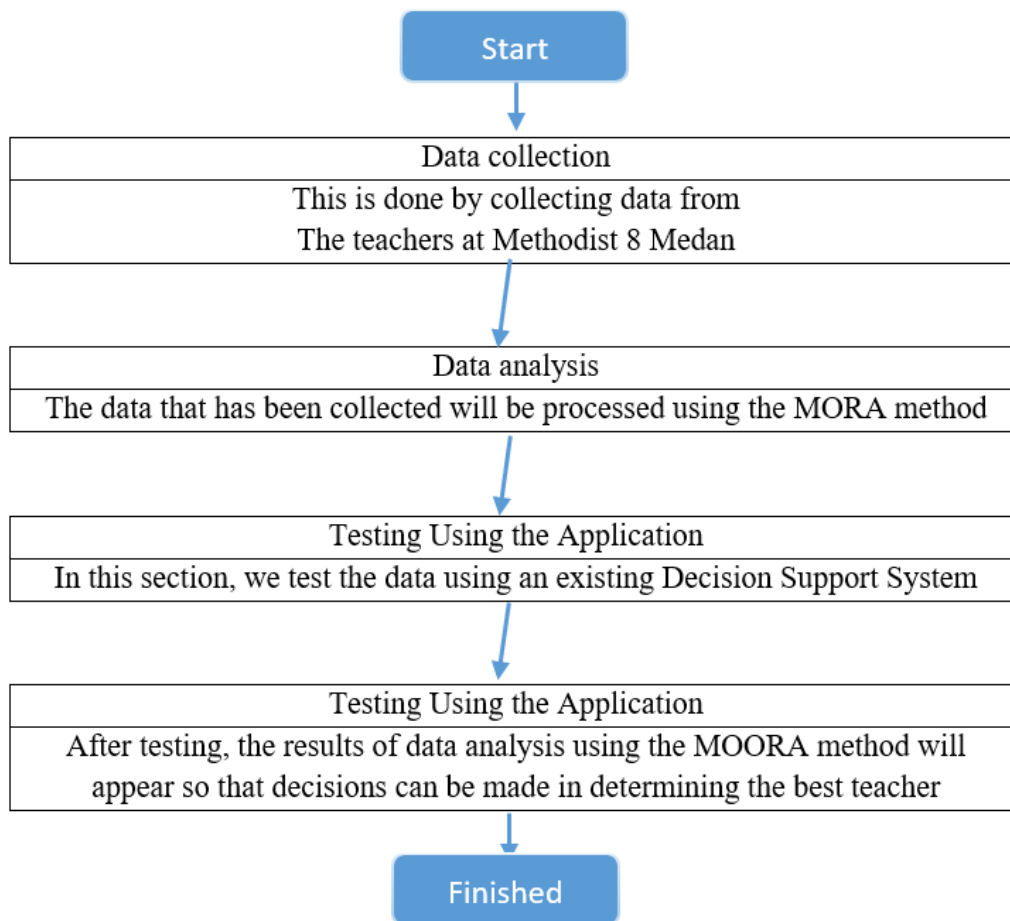 Start
Data collection
This is done by collecting data from
The teachers at Methodist 8 Medan
Data analysis
The data that has been collected will be processed using the MORA method
Testing Using the Application
In this section, we test the data using an existing Decision Support System
Testing Using the Application
After testing, the results of data analysis using the MOORA method will
appear so that decisions can be made in determining the best teacher
Finished